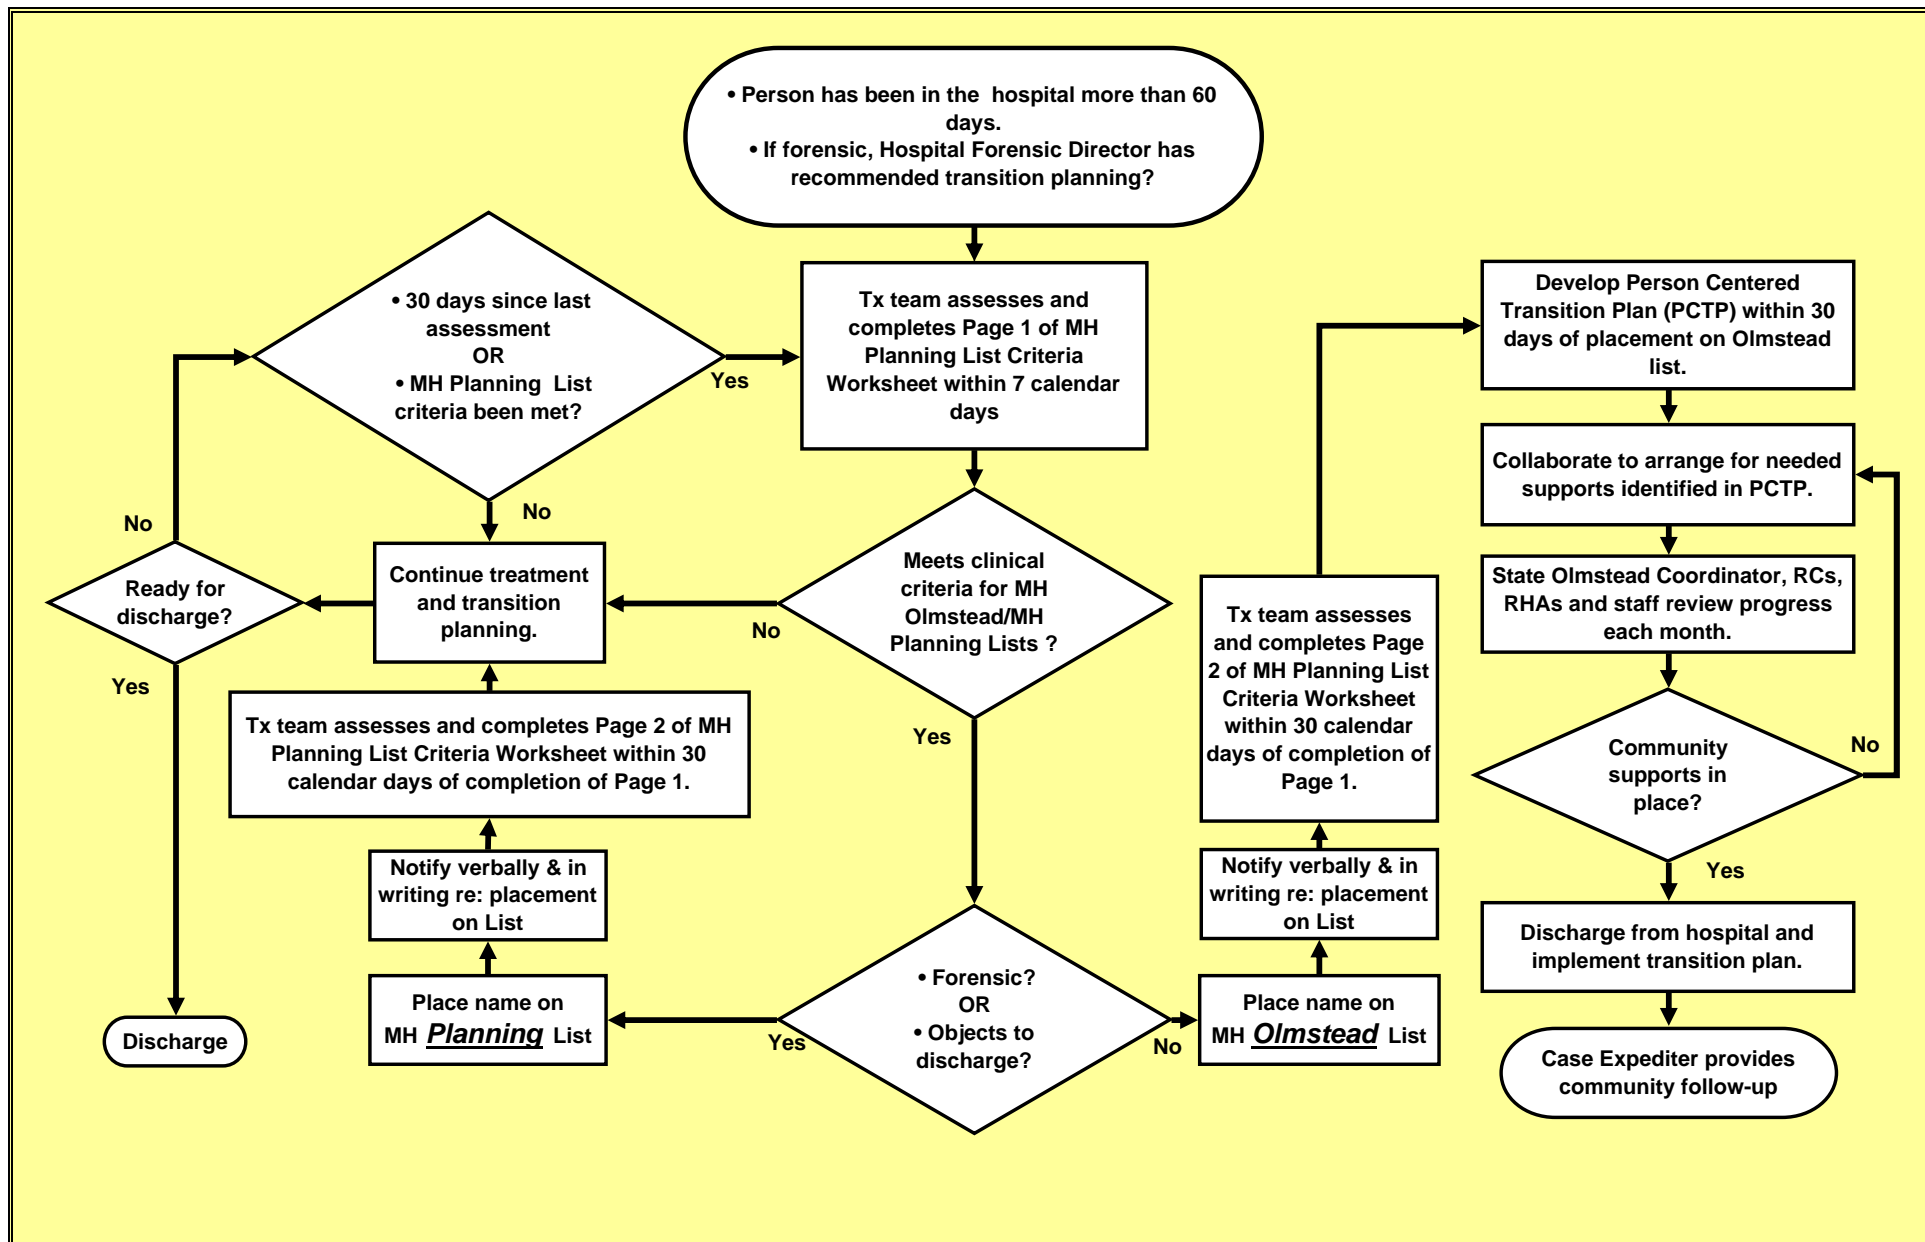 • Person has been in the hospital more than 60
days.
• If forensic, Hospital Forensic Director has
recommended transition planning?
• 30 days since last
assessment
OR
• MH Planning List
criteria been met?
Yes
No
Tx team assesses and
completes Page 1 of MH
Planning List Criteria
Worksheet within 7 calendar
days
Meets clinical
criteria for MH
Olmstead/MH
Planning Lists ?
No
Yes
Continue treatment
and transition
planning.
Ready for
discharge?
No
Yes
Discharge
Tx team assesses and completes Page 2 of MH
Planning List Criteria Worksheet within 30
calendar days of completion of Page 1.
Notify verbally & in
writing re: placement
on List
Place name on
MH Planning List
Yes
• Forensic?
OR
• Objects to
discharge?
No
Place name on
MH Olmstead List
Notify verbally & in
writing re: placement
on List
Tx team assesses
and completes Page
2 of MH Planning List
Criteria Worksheet
within 30 calendar
days of completion of
Page 1.
Develop Person Centered
Transition Plan (PCTP) within 30
days of placement on Olmstead
list.
Collaborate to arrange for needed
supports identified in PCTP.
State Olmstead Coordinator, RCs,
RHAs and staff review progress
each month.
Community
supports in
place?
No
Yes
Discharge from hospital and
implement transition plan.
Case Expediter provides
community follow-up